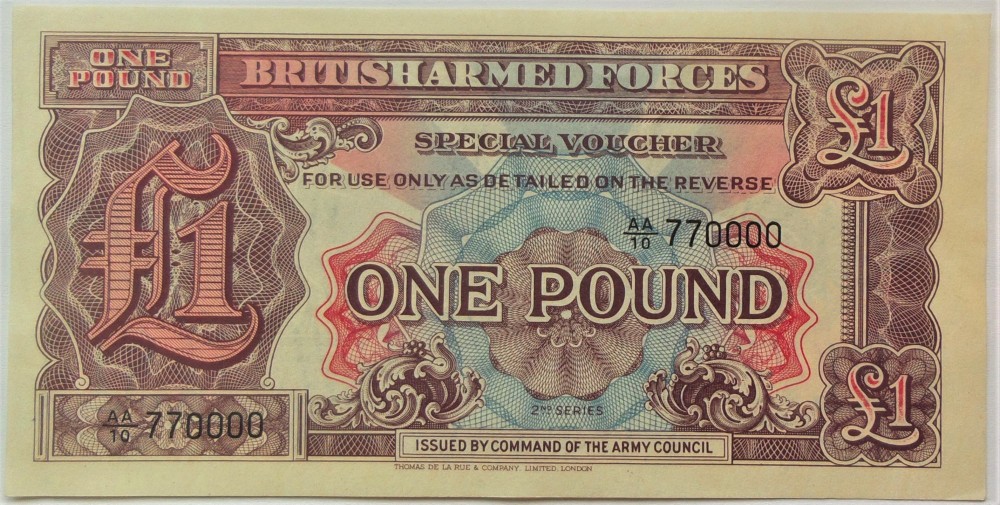 ONE
POUND
BRITISH ARMED FORCES
£1
SPECIAL VOUCHER
FOR USE ONLY AS DETAILED ON THE REVERSE
AA/10 770000
£1
ONE POUND
2ND SERIES
£1
AA/10 770000
ISSUED BY COMMAND OF THE ARMY COUNCIL
THOMAS DE LA RUE & COMPANY, LIMITED, LONDON